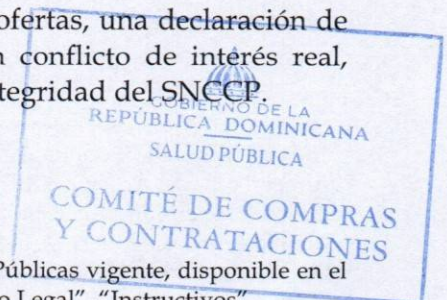 ofertas, una declaración de
conflicto de interés real,
tegridad del SNCCP.
GOBIERNO DE LA
REPÚBLICA DOMINICANA
SALUD PÚBLICA
COMITÉ DE COMPRAS
Y CONTRATACIONES
Públicas vigente, disponible en el
Legal", "Instructivos"